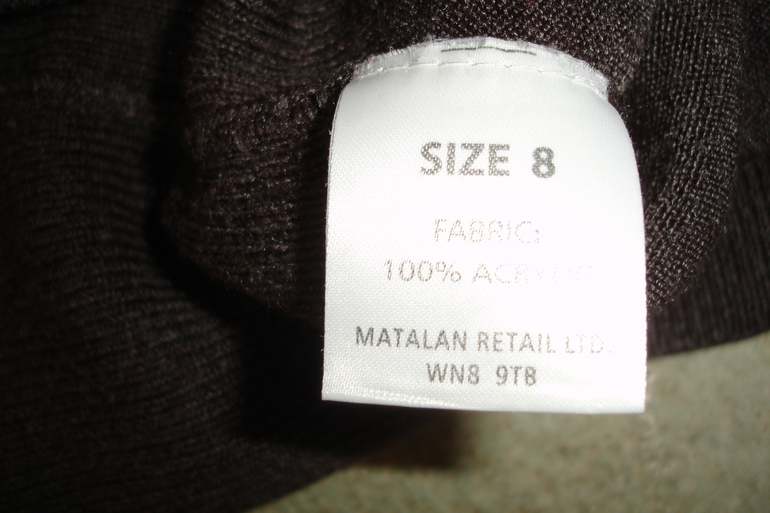 SIZE 8
FABRIC:
100% ACRYLIC
MATALAN RETAIL LTD.
WN8 9TB